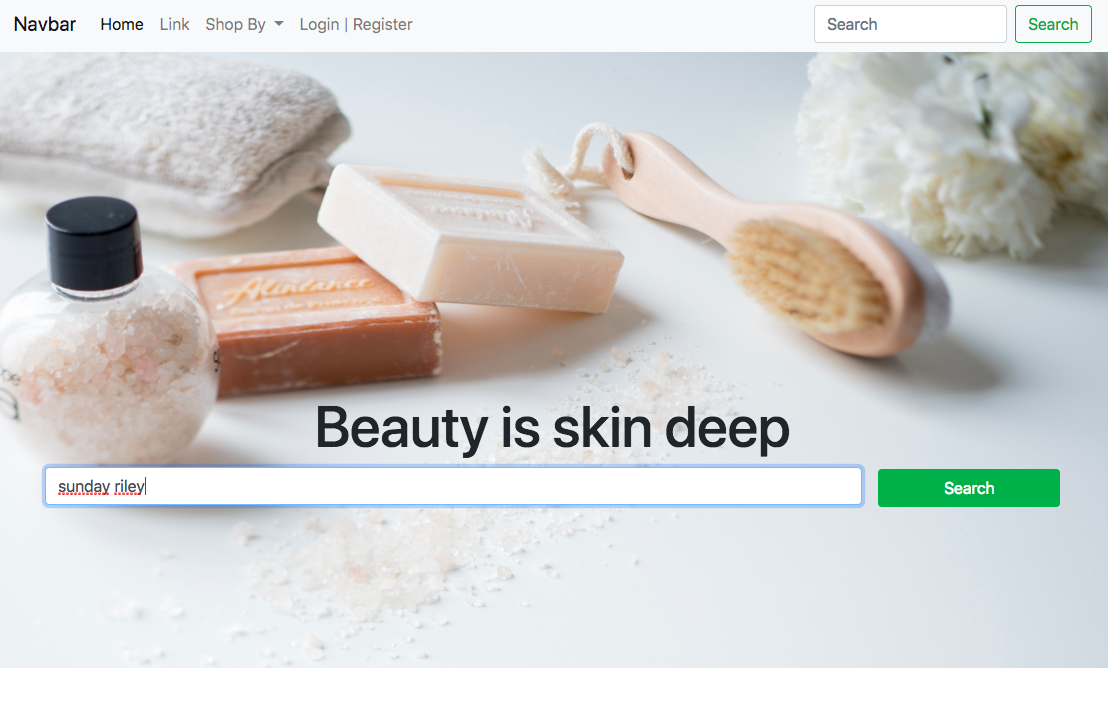 Navbar Home Link Shop By Login | Register Search Search
Beauty is skin deep
sunday riley Search